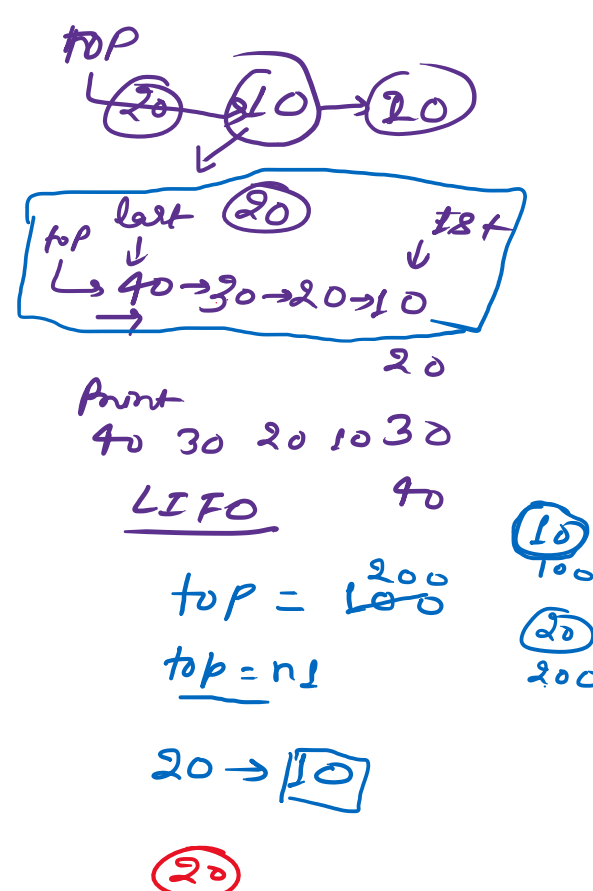 top
20 → 10 → 10
last 20 1st
top
40 → 30 → 20 → 10
20
Print
40 30 20 10 30
LIFO 40
10
100
200
top = 100
20
200
top = n1
20 → 10
20